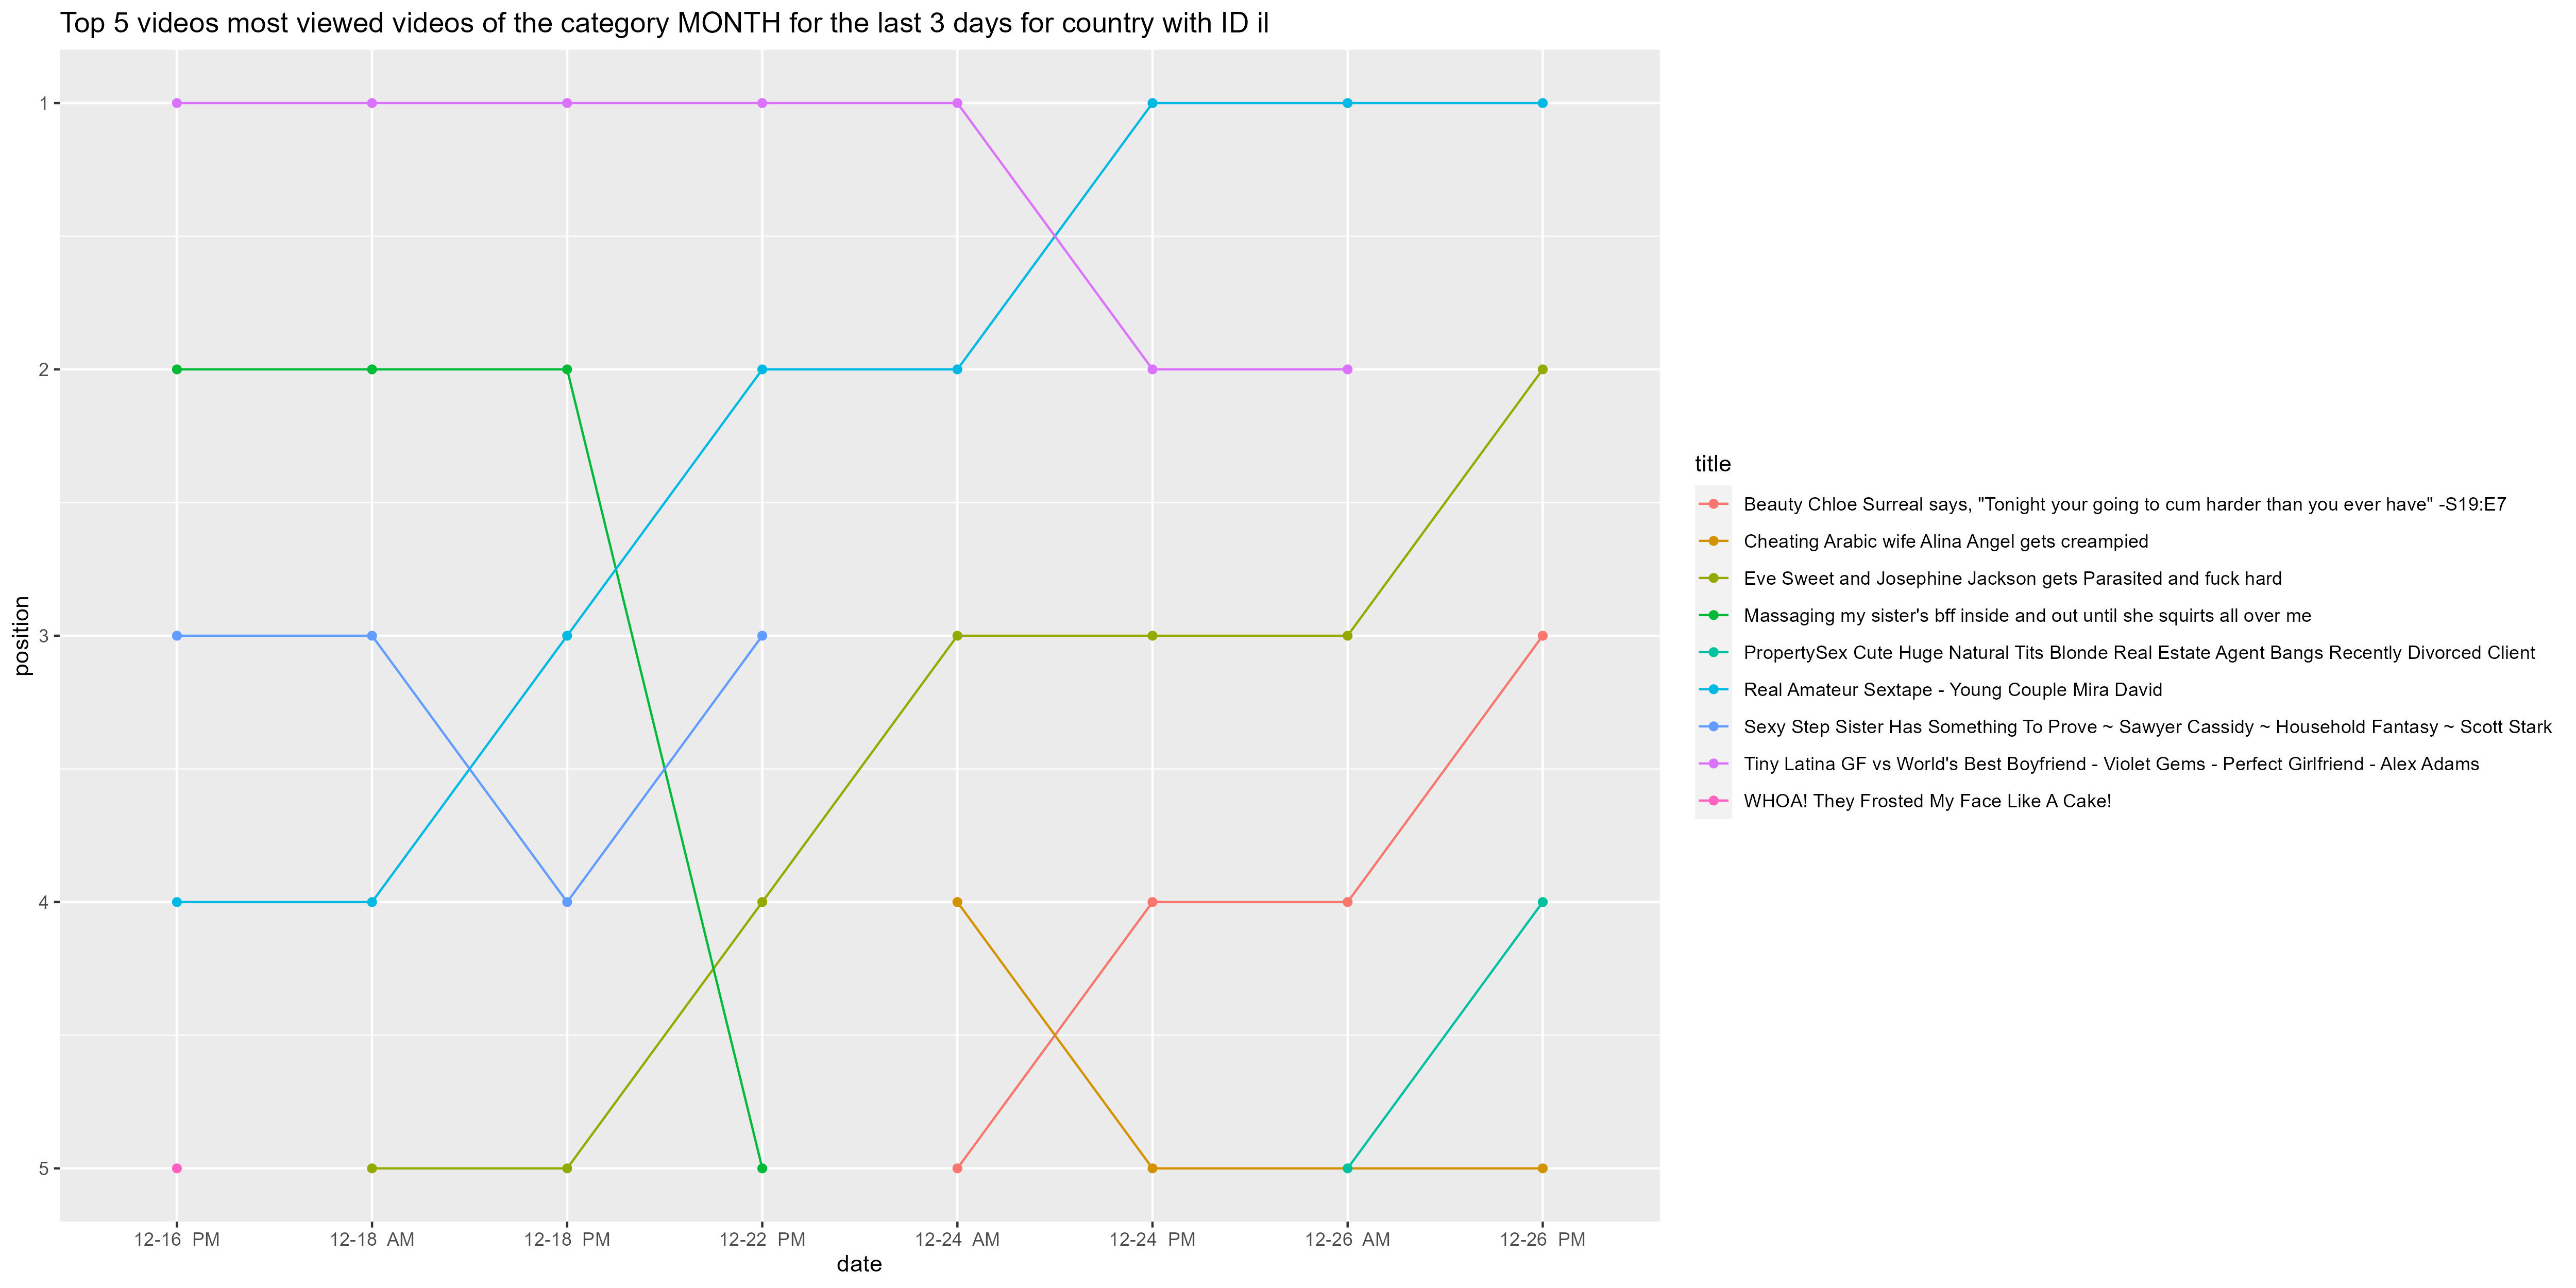 Top 5 videos most viewed videos of the category MONTH for the last 3 days for country with ID il
position
1
2
3
4
5
12-16 PM
12-18 AM
12-18 PM
12-22 PM
12-24 AM
12-24 PM
12-26 AM
12-26 PM
date
title
Beauty Chloe Surreal says, "Tonight your going to cum harder than you ever have" -S19:E7
Cheating Arabic wife Alina Angel gets creampied
Eve Sweet and Josephine Jackson gets Parasited and fuck hard
Massaging my sister's bff inside and out until she squirts all over me
PropertySex Cute Huge Natural Tits Blonde Real Estate Agent Bangs Recently Divorced Client
Real Amateur Sextape - Young Couple Mira David
Sexy Step Sister Has Something To Prove ~ Sawyer Cassidy ~ Household Fantasy ~ Scott Stark
Tiny Latina GF vs World's Best Boyfriend - Violet Gems - Perfect Girlfriend - Alex Adams
WHOA! They Frosted My Face Like A Cake!